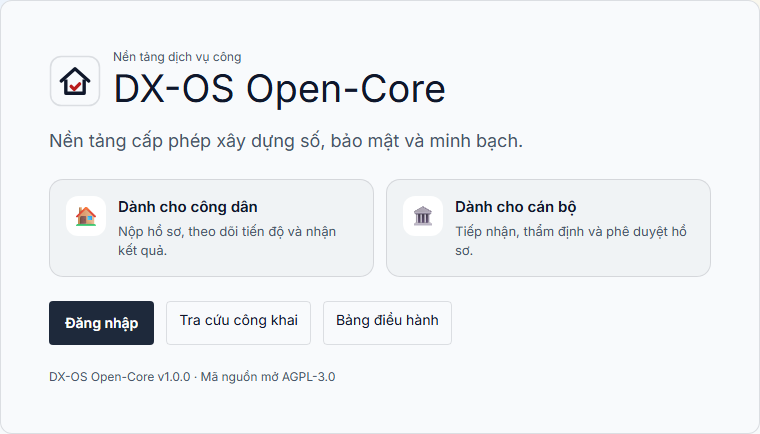 Nền tảng dịch vụ công
DX-OS Open-Core
Nền tảng cấp phép xây dựng số, bảo mật và minh bạch.
Dành cho công dân
Nộp hồ sơ, theo dõi tiến độ và nhận
kết quả.
Dành cho cán bộ
Tiếp nhận, thẩm định và phê duyệt hồ
sơ.
Đăng nhập
Tra cứu công khai
Bảng điều hành
DX-OS Open-Core v1.0.0 · Mã nguồn mở AGPL-3.0